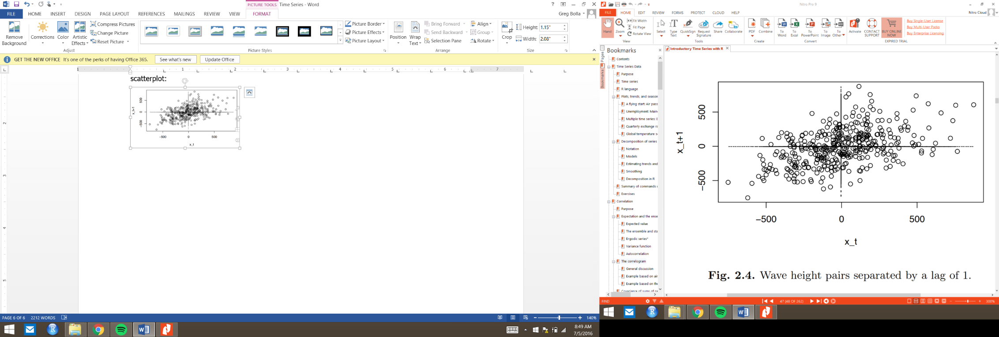 PICTURE TOOLS Time Series - Word
FILE HOME INSERT DESIGN PAGE LAYOUT REFERENCES MAILINGS REVIEW VIEW FORMAT Greg Bolla
Remove Background
Corrections
Color
Artistic Effects
Compress Pictures
Change Picture
Reset Picture
Adjust
Picture Styles
Picture Border
Picture Effects
Picture Layout
Position
Wrap Text
Bring Forward
Send Backward
Selection Pane
Align
Group
Rotate
Arrange
Crop
Height: 1.15"
Width: 2.08"
Size
GET THE NEW OFFICE It's one of the perks of having Office 365. See what's new Update Office
1 1 2 3 4 5 6 7
2
3
4
5
scatterplot:
x_t+1
500
0
-500
-500 0 500
x_t
PAGE 6 OF 6 2212 WORDS
140%
8:49 AM
7/5/2016
Nitro Pro 9
FILE HOME EDIT REVIEW FORMS PROTECT CLOUD HELP Nitro Cloud
Hand
Zoom
Fit Width
Fit Page
Rotate View
View
Select
Type Text
QuickSign
Request Signature
Share
Collaborate
Tools
PDF
Combine
Create
To Word
To Excel
To PowerPoint
To Image
To Other
Convert
Activate
CONTACT SUPPORT
BUY ONLINE NOW
Buy Single-User License
Buy Multi-User Packs
Buy Enterprise Licensing
EXPIRED TRIAL
Pages
Bookmarks
Bookmarks
Introductory Time Series with R
Contents
Time Series Data
Purpose
Time series
R language
Plots, trends, and season
A flying start: Air pass
Unemployment: Main
Multiple time series: E
Quarterly exchange ra
Global temperature s
Decomposition of series
Notation
Models
Estimating trends and
Smoothing
Decomposition in R
Summary of commands u
Exercises
Correlation
Purpose
Expectation and the ense
Expected value
The ensemble and sta
Ergodic series*
Variance function
Autocorrelation
The correlogram
General discussion
Example based on air
Example based on the
Covariance of sums of ra
x_t+1
500
0
-500
-500 0 500
x_t
Fig. 2.4. Wave height pairs separated by a lag of 1.
FIND
47 (48 OF 262)
300%